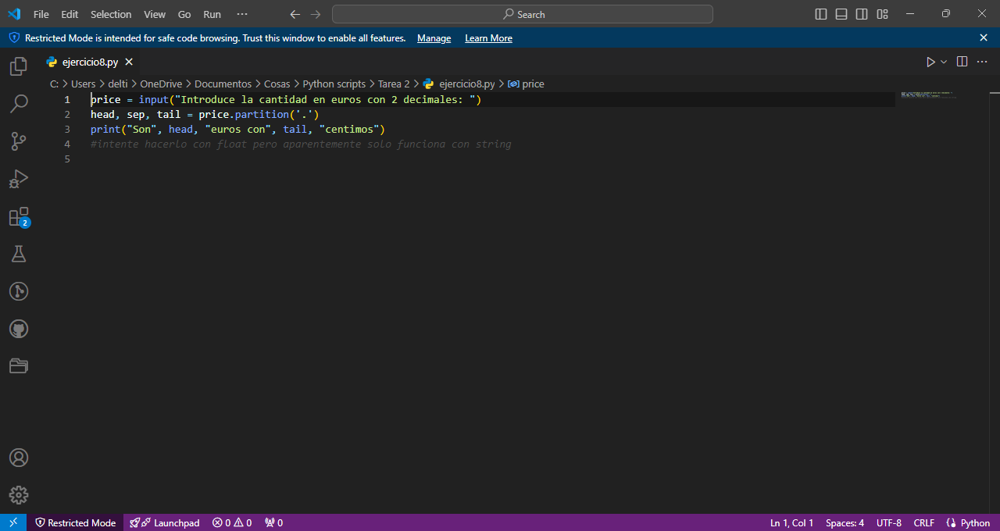 File Edit Selection View Go Run ··· Search
Restricted Mode is intended for safe code browsing. Trust this window to enable all features. Manage Learn More
ejercicio8.py
C: > Users > delti > OneDrive > Documentos > Cosas > Python scripts > Tarea 2 > ejercicio8.py > price
1 price = input("Introduce la cantidad en euros con 2 decimales: ")
2 head, sep, tail = price.partition('.')
3 print("Son", head, "euros con", tail, "centimos")
4 #intente hacerlo con float pero aparentemente solo funciona con string
5
2
Restricted Mode Launchpad 0 0 0 Ln 1, Col 1 Spaces: 4 UTF-8 CRLF Python